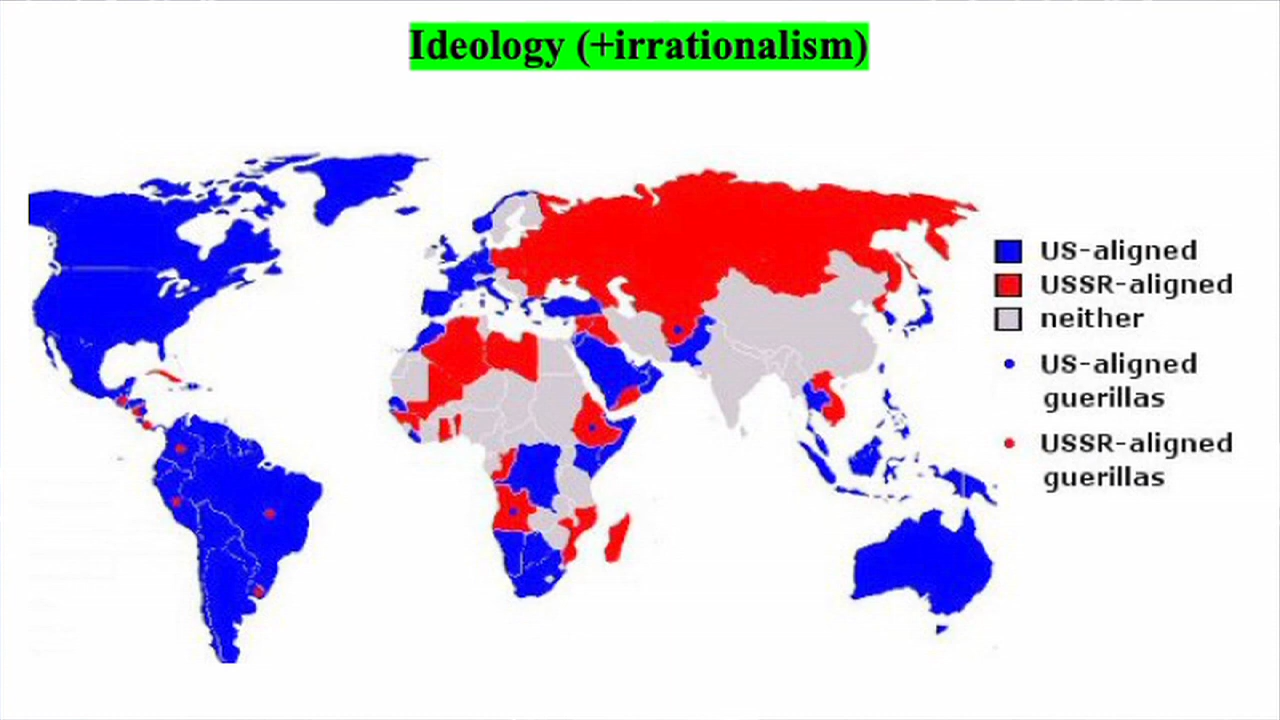 Ideology (+irrationalism)
US-aligned
USSR-aligned
neither
US-aligned
guerillas
USSR-aligned
guerillas